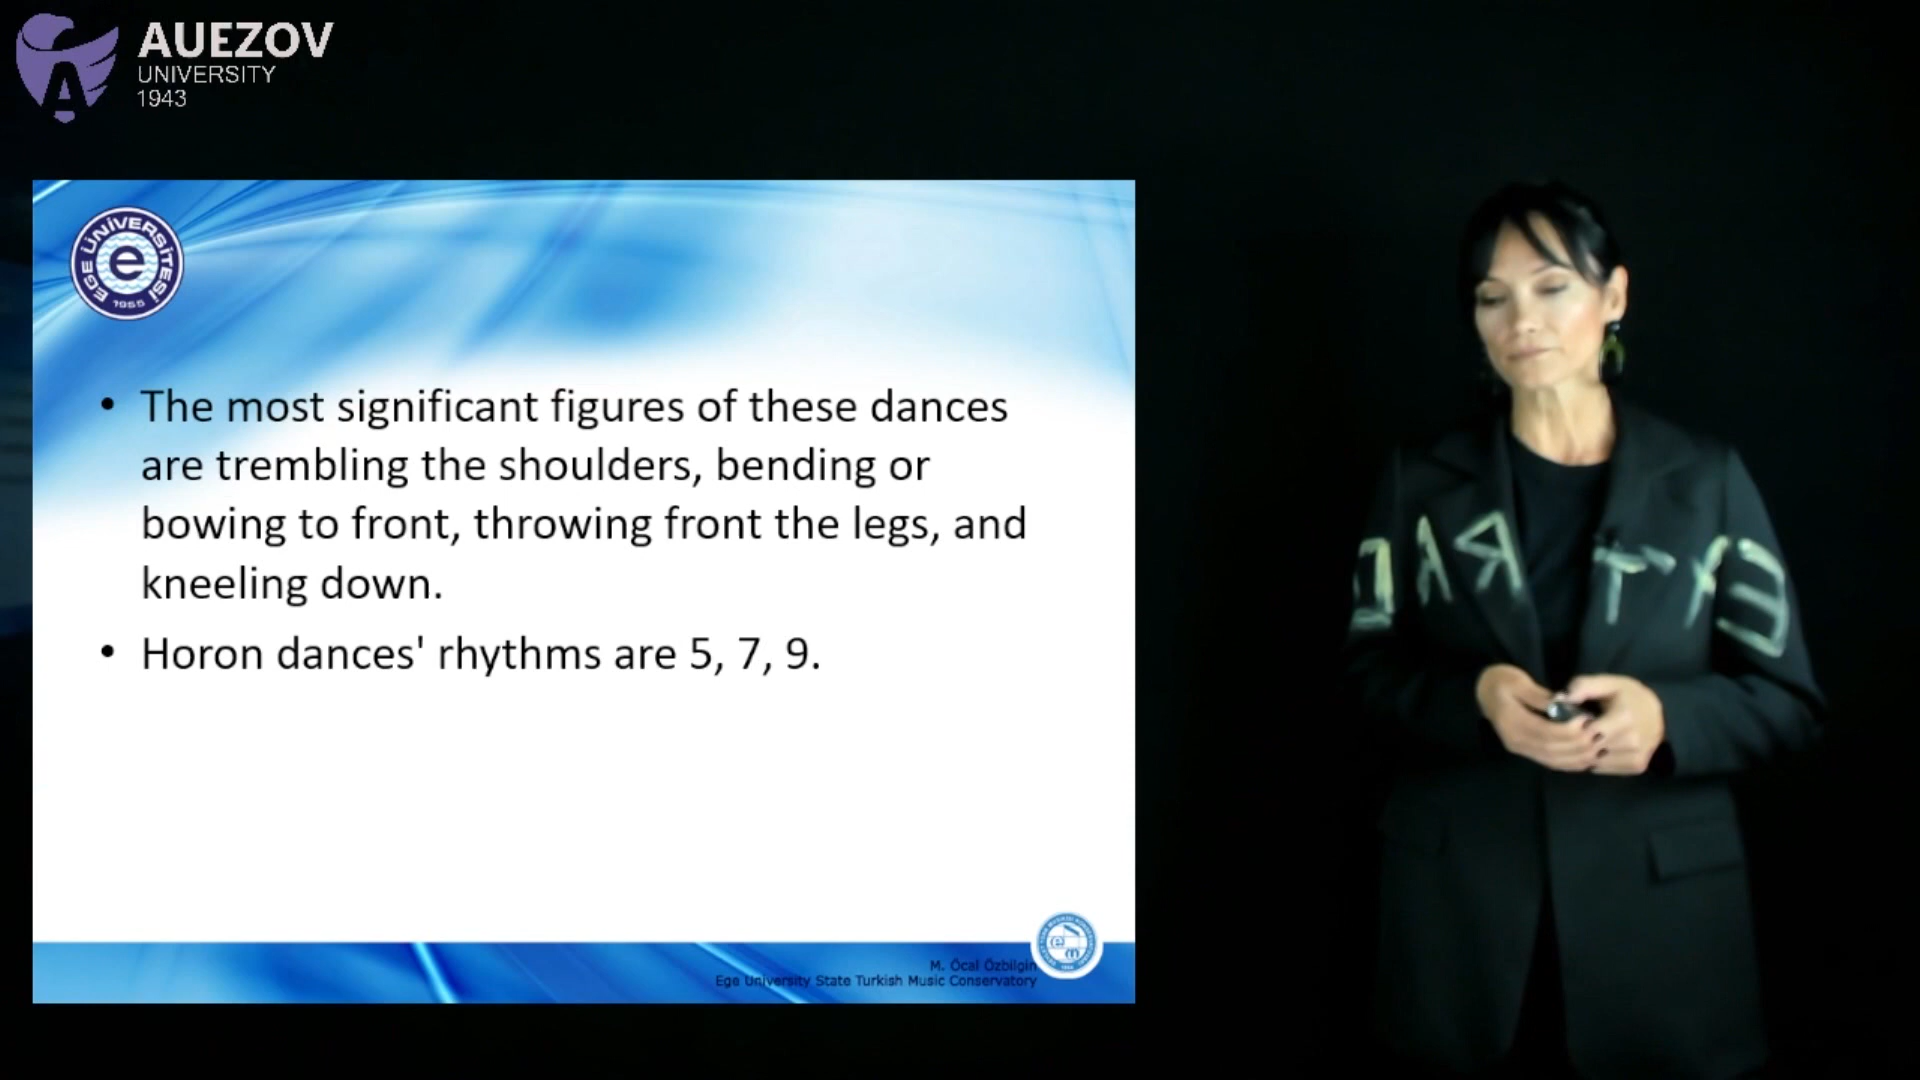 AUEZOV
UNIVERSITY
1943
EGE ÜNİVERSİTESİ
e
1955
• The most significant figures of these dances
are trembling the shoulders, bending or
bowing to front, throwing front the legs, and
kneeling down.
• Horon dances' rhythms are 5, 7, 9.
M. Öcal Özbilgin
Ege University State Turkish Music Conservatory